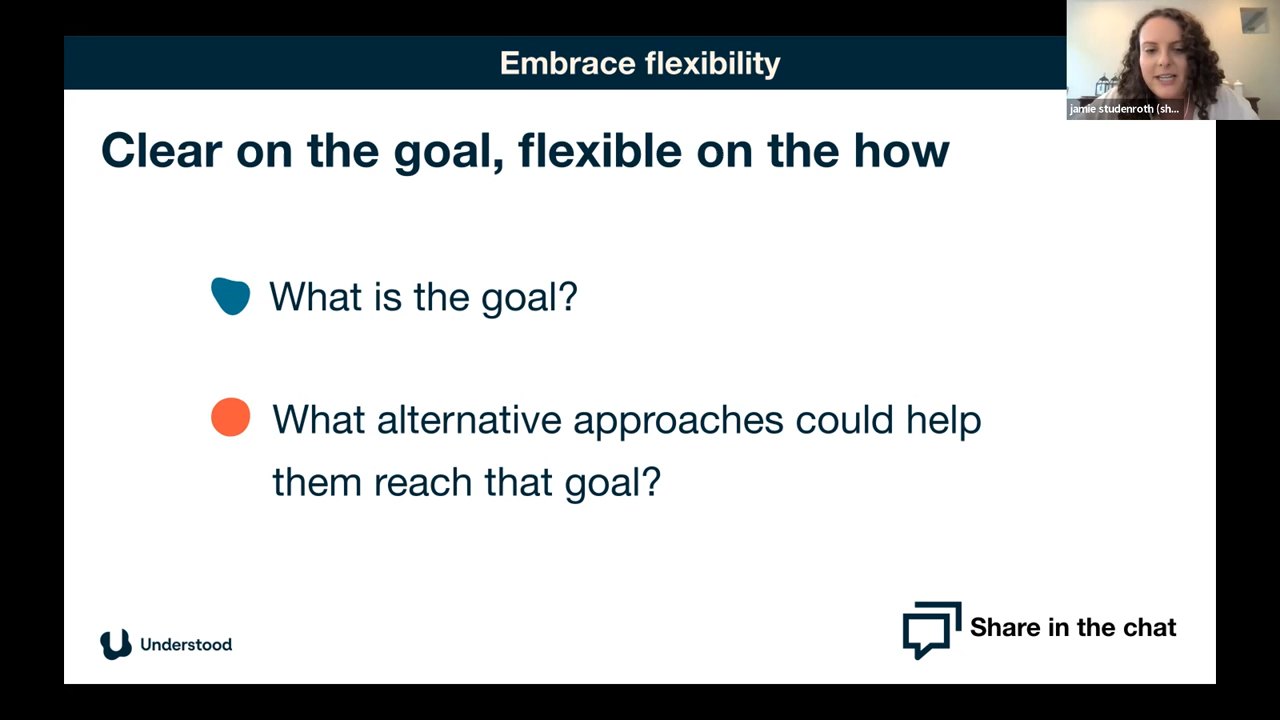 Embrace flexibility
jamie studenroth (sh...
Clear on the goal, flexible on the how
What is the goal?
What alternative approaches could help
them reach that goal?
Understood
Share in the chat